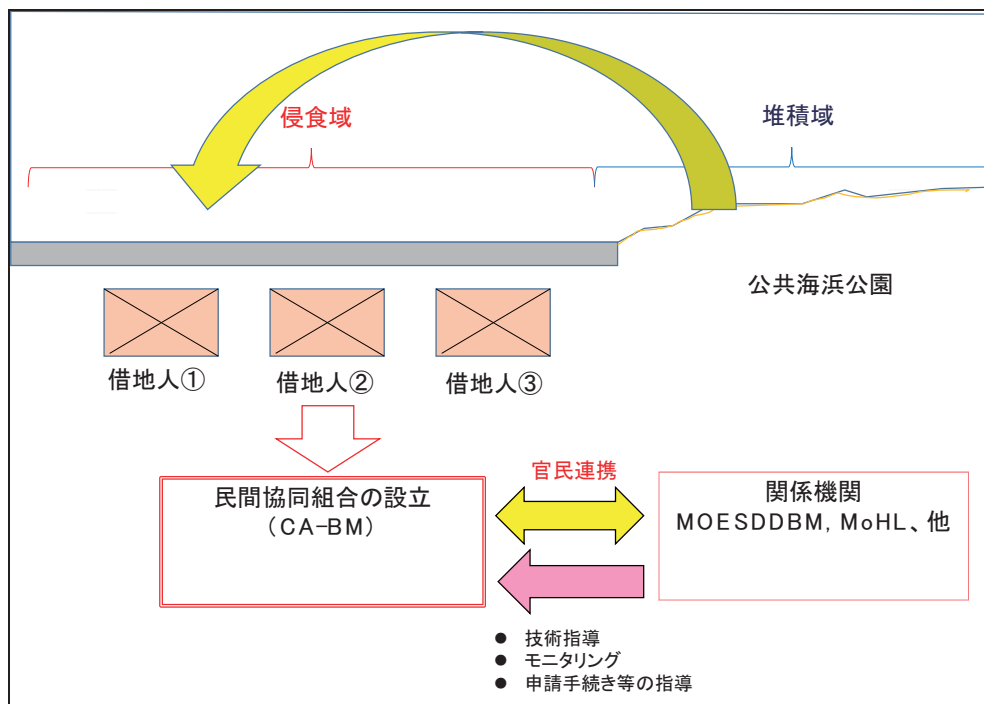 侵食域
堆積域
公共海浜公園
借地人①
借地人②
借地人③
民間協同組合の設立
(CA-BM)
官民連携
関係機関
MOESDDBM, MoHL、他
● 技術指導
● モニタリング
● 申請手続き等の指導